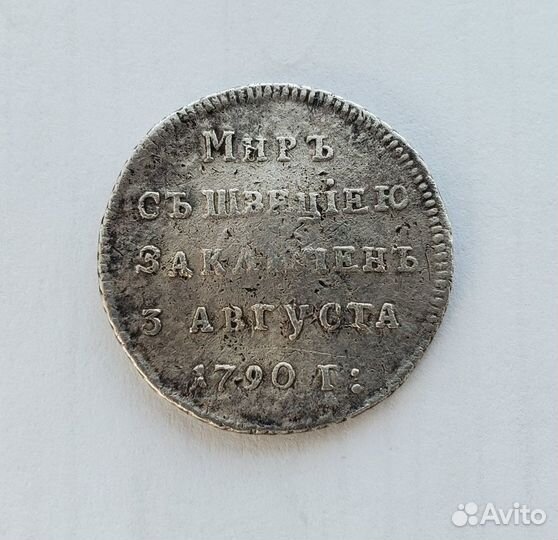 Миръ
съ Швецiею
заключенъ
3 августа
1790 г:
Avito